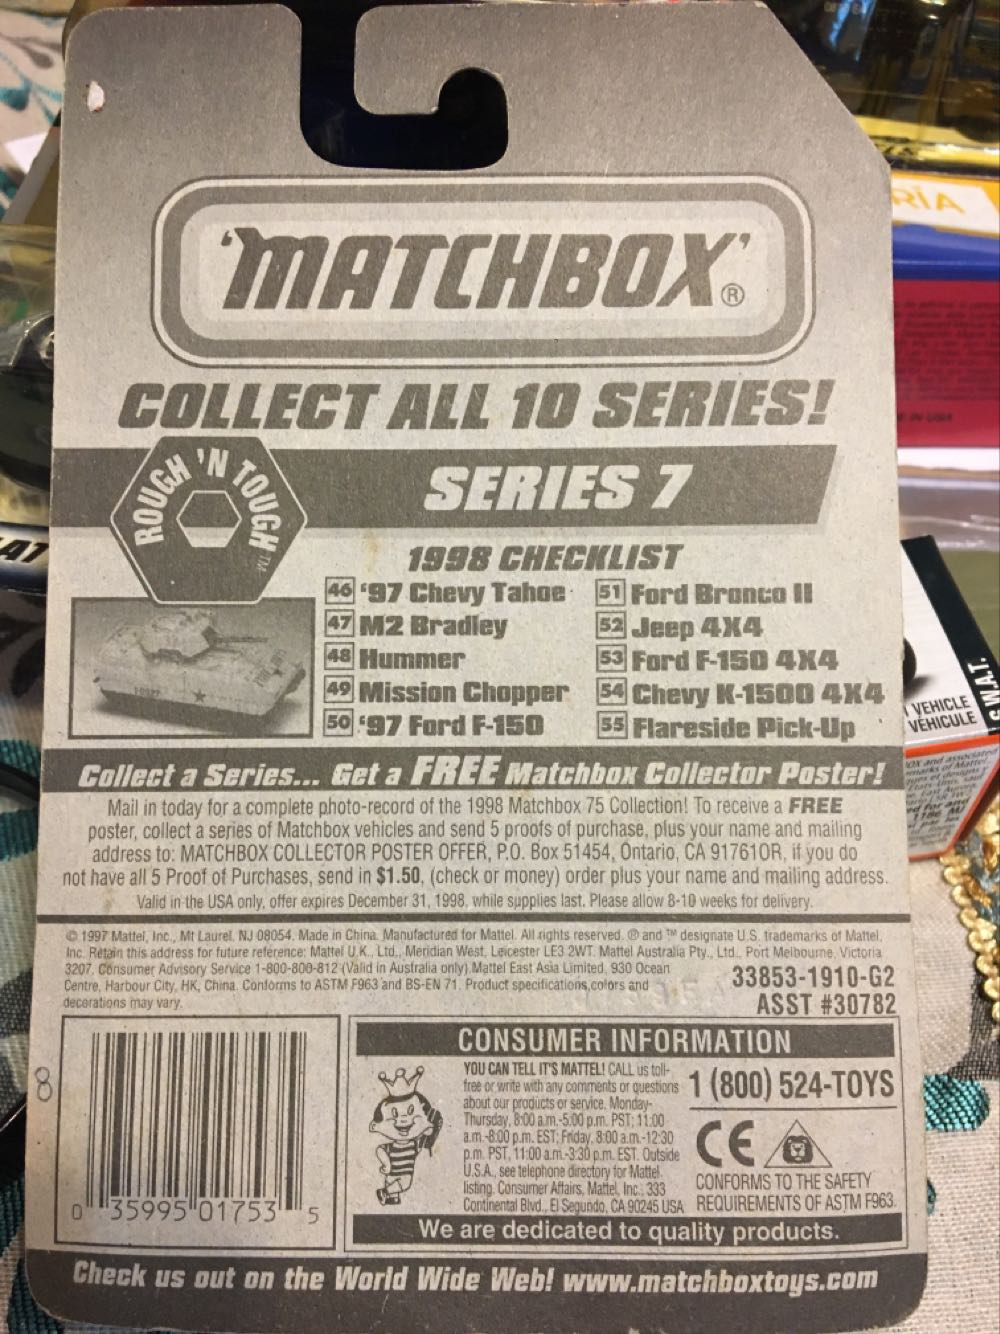 'MATCHBOX'®
COLLECT ALL 10 SERIES!
ROUGH 'N TOUGH™
SERIES 7
1998 CHECKLIST
46 '97 Chevy Tahoe
47 M2 Bradley
48 Hummer
49 Mission Chopper
50 '97 Ford F-150
51 Ford Bronco II
52 Jeep 4X4
53 Ford F-150 4X4
54 Chevy K-1500 4X4
55 Flareside Pick-Up
Collect a Series... Get a FREE Matchbox Collector Poster!
Mail in today for a complete photo-record of the 1998 Matchbox 75 Collection! To receive a FREE
poster, collect a series of Matchbox vehicles and send 5 proofs of purchase, plus your name and mailing
address to: MATCHBOX COLLECTOR POSTER OFFER, P.O. Box 51454, Ontario, CA 91761OR, if you do
not have all 5 Proof of Purchases, send in $1.50, (check or money) order plus your name and mailing address.
Valid in the USA only, offer expires December 31, 1998, while supplies last. Please allow 8-10 weeks for delivery.
© 1997 Mattel, Inc., Mt Laurel. NJ 08054. Made in China. Manufactured for Mattel. All rights reserved. ® and ™ designate U.S. trademarks of Mattel,
Inc. Retain this address for future reference: Mattel U.K., Ltd., Meridian West, Leicester LE3 2WT. Mattel Australia Pty., Ltd., Port Melbourne, Victoria
3207. Consumer Advisory Service 1-800-800-812 (Valid in Australia only). Mattel East Asia Limited, 930 Ocean
Centre, Harbour City, HK, China. Conforms to ASTM F963 and BS-EN 71. Product specifications, colors and
decorations may vary.
33853-1910-G2
ASST #30782
8
0 35995 01753 5
CONSUMER INFORMATION
YOU CAN TELL IT'S MATTEL! CALL us toll-
free or write with any comments or questions
about our products or service, Monday-
Thursday, 8:00 a.m.-5:00 p.m. PST; 11:00
a.m.-8:00 p.m. EST; Friday, 8:00 a.m.-12:30
p.m. PST, 11:00 a.m.-3:30 p.m. EST. Outside
U.S.A., see telephone directory for Mattel
listing. Consumer Affairs, Mattel, Inc., 333
Continental Blvd., El Segundo, CA 90245 USA
1 (800) 524-TOYS
CE
CONFORMS TO THE SAFETY
REQUIREMENTS OF ASTM F963.
We are dedicated to quality products.
Check us out on the World Wide Web! www.matchboxtoys.com
RÍA
IN USA
AT
S.W.A.T.
VEHICLE
VÉHICULE